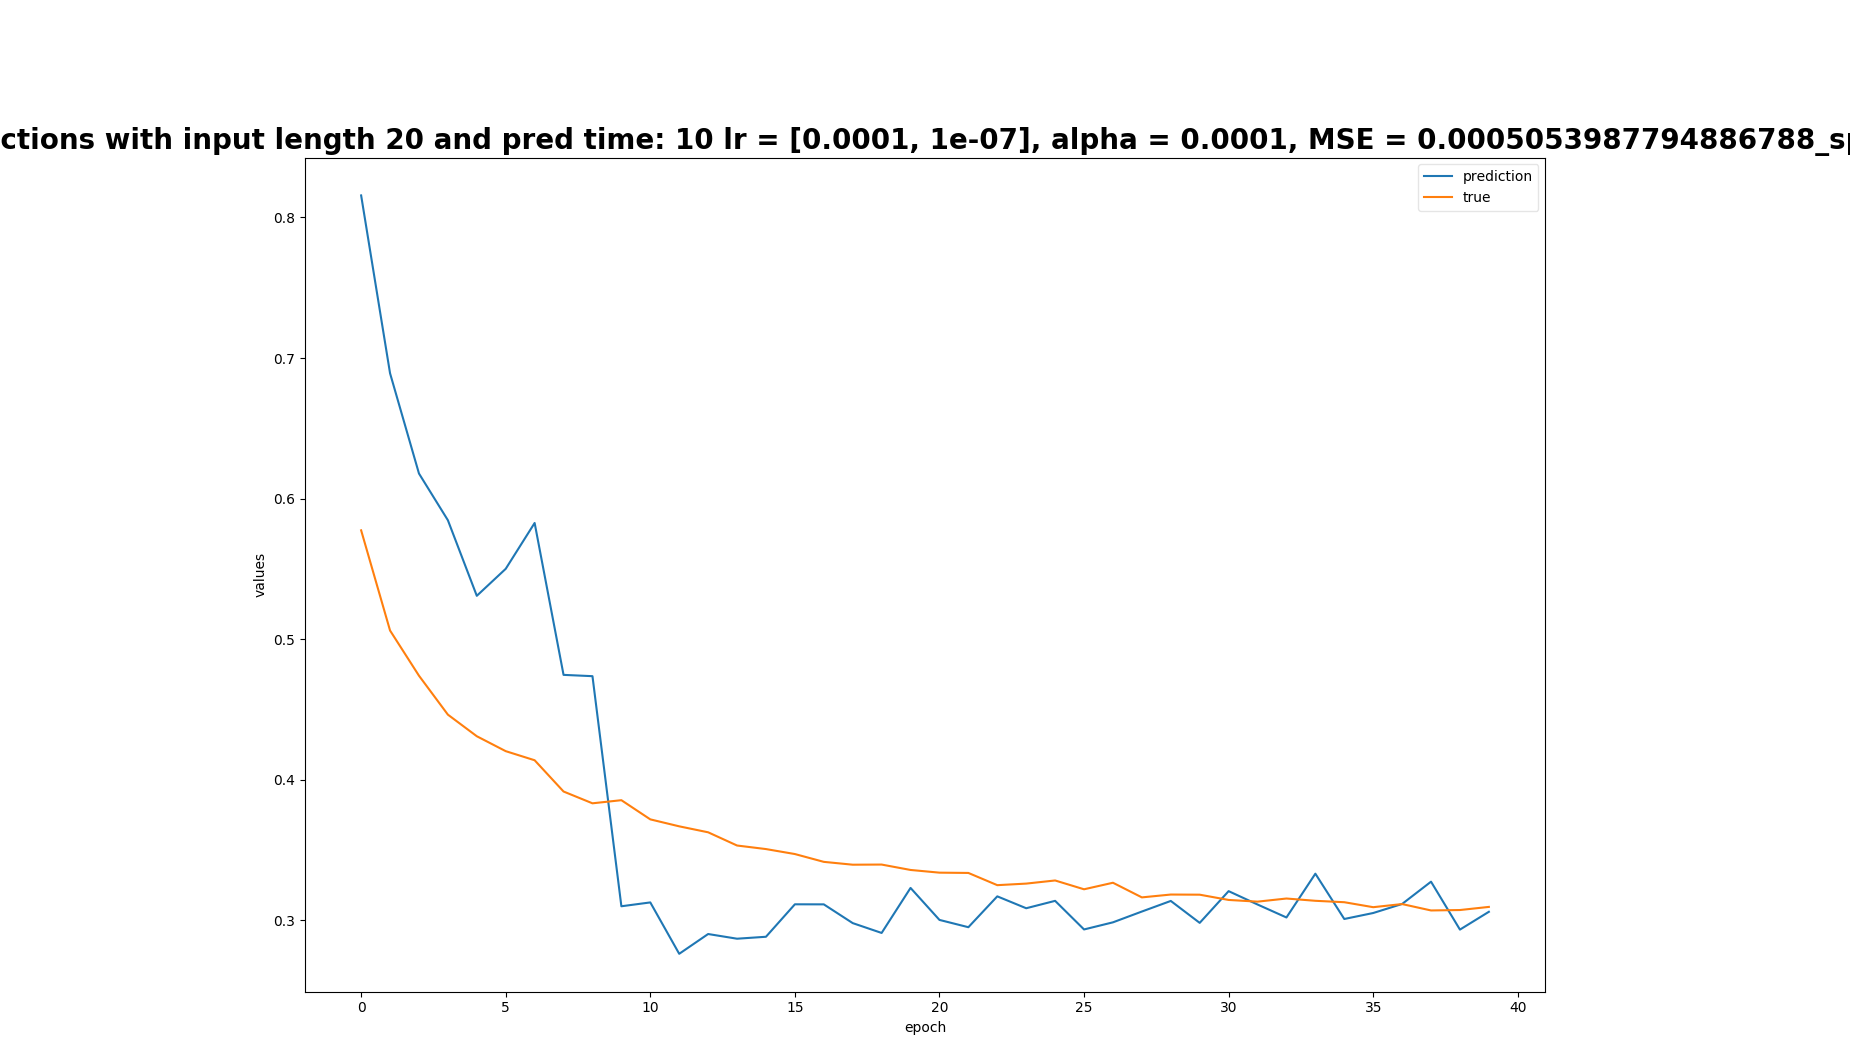 with input length 20 and pred time: 10 lr = [0.0001, 1e-07], alpha = 0.0001, MSE = 0.0005053987794886788_sp
prediction
true
0.8
0.7
0.6
0.5
0.4
0.3
values
0 5 10 15 20 25 30 35 40
epoch